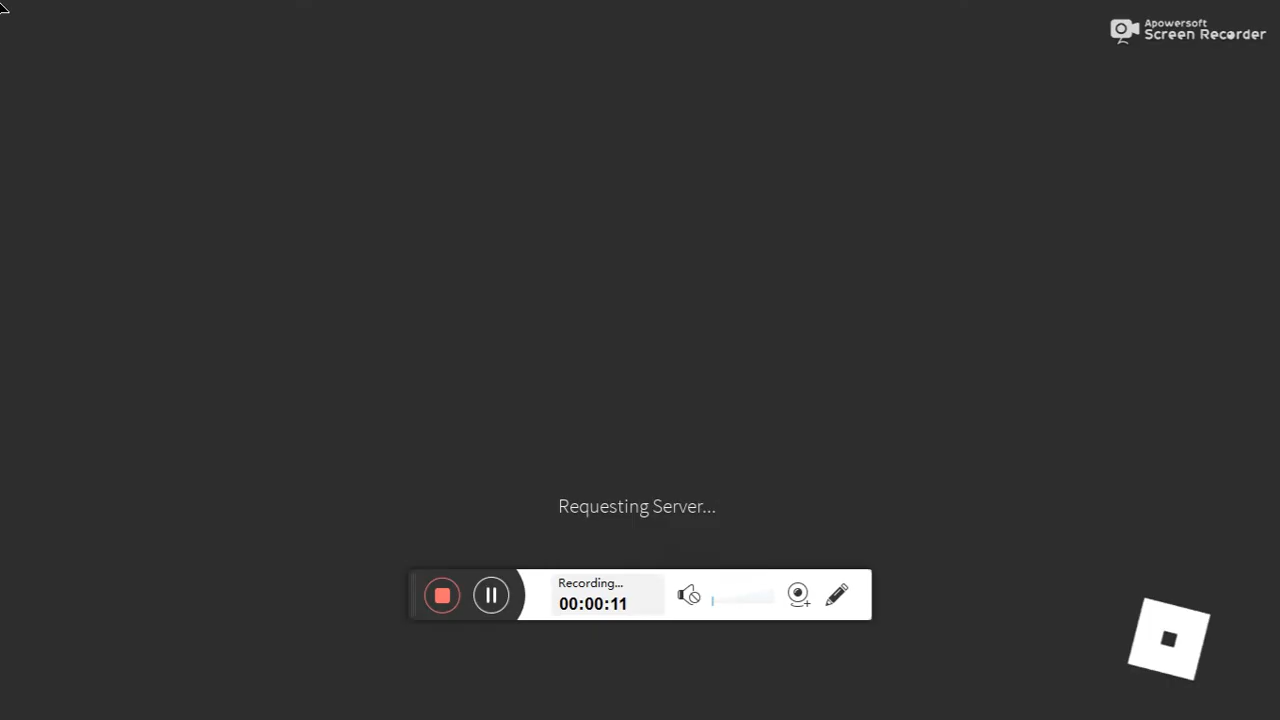 Apowersoft
Screen Recorder
Requesting Server...
Recording...
00:00:11